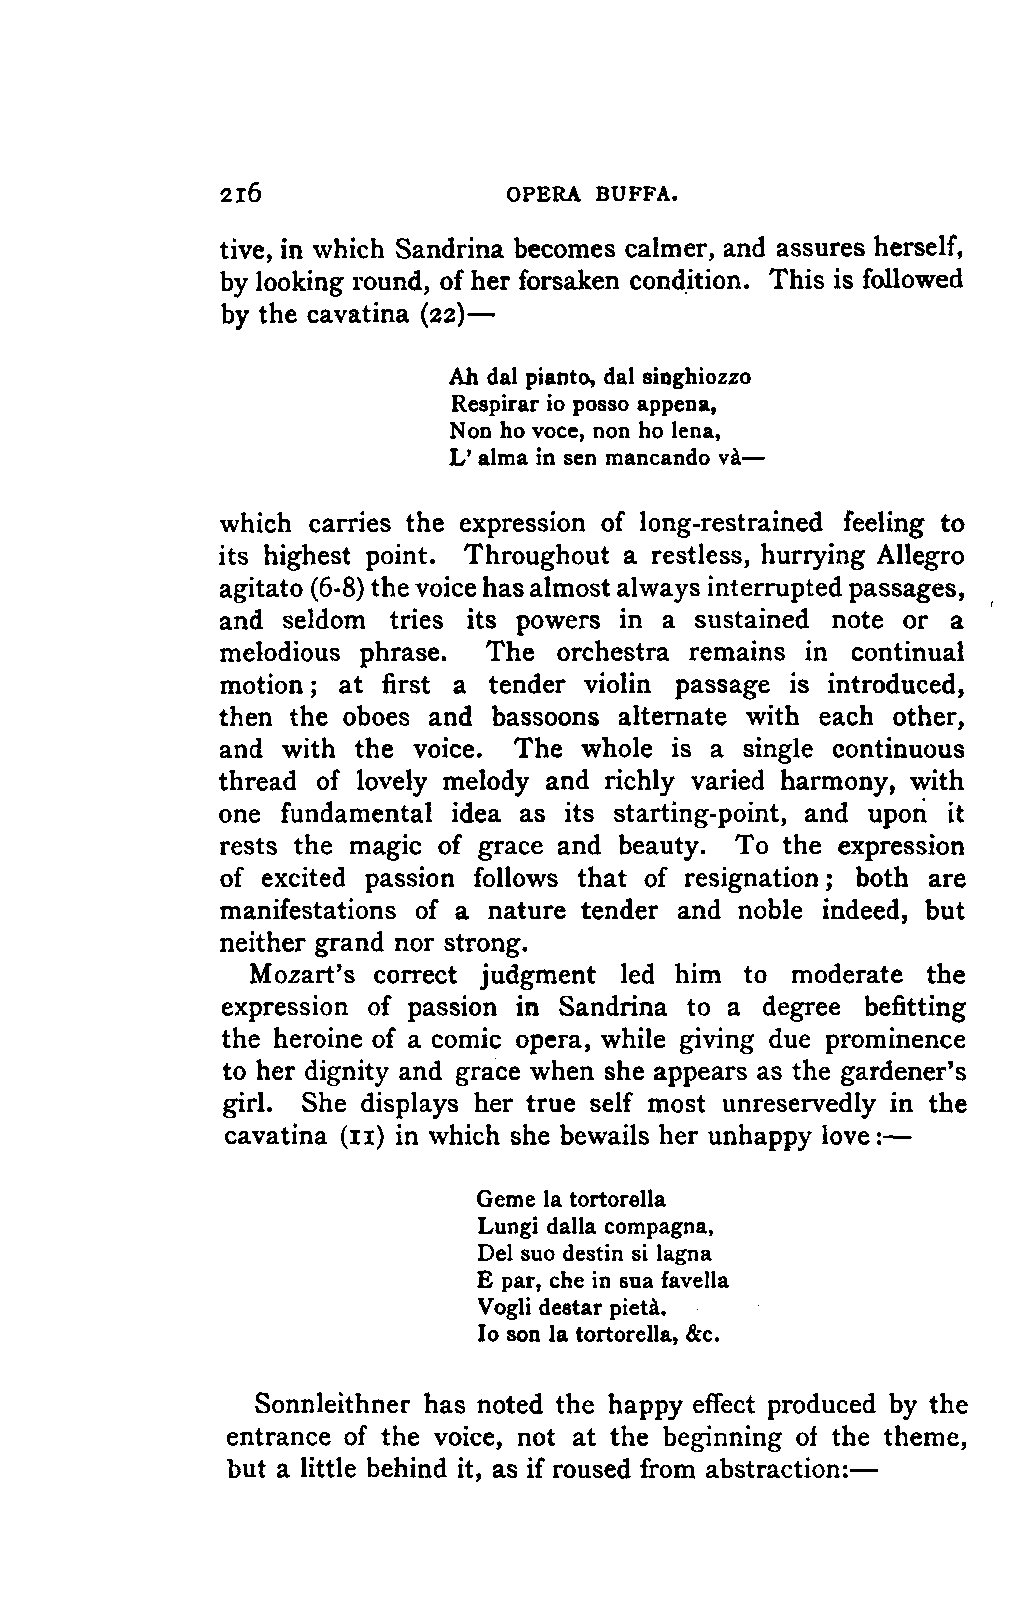 216 OPERA BUFFA.
tive, in which Sandrina becomes calmer, and assures herself,
by looking round, of her forsaken condition. This is followed
by the cavatina (22)—
Ah dal pianto, dal singhiozzo
Respirar io posso appena,
Non ho voce, non ho lena,
L' alma in sen mancando và—
which carries the expression of long-restrained feeling to
its highest point. Throughout a restless, hurrying Allegro
agitato (6-8) the voice has almost always interrupted passages,
and seldom tries its powers in a sustained note or a
melodious phrase. The orchestra remains in continual
motion; at first a tender violin passage is introduced,
then the oboes and bassoons alternate with each other,
and with the voice. The whole is a single continuous
thread of lovely melody and richly varied harmony, with
one fundamental idea as its starting-point, and upon it
rests the magic of grace and beauty. To the expression
of excited passion follows that of resignation; both are
manifestations of a nature tender and noble indeed, but
neither grand nor strong.
Mozart's correct judgment led him to moderate the
expression of passion in Sandrina to a degree befitting
the heroine of a comic opera, while giving due prominence
to her dignity and grace when she appears as the gardener's
girl. She displays her true self most unreservedly in the
cavatina (11) in which she bewails her unhappy love:—
Geme la tortorella
Lungi dalla compagna,
Del suo destin si lagna
E par, che in sua favella
Vogli destar pietà.
Io son la tortorella, &c.
Sonnleithner has noted the happy effect produced by the
entrance of the voice, not at the beginning of the theme,
but a little behind it, as if roused from abstraction:—